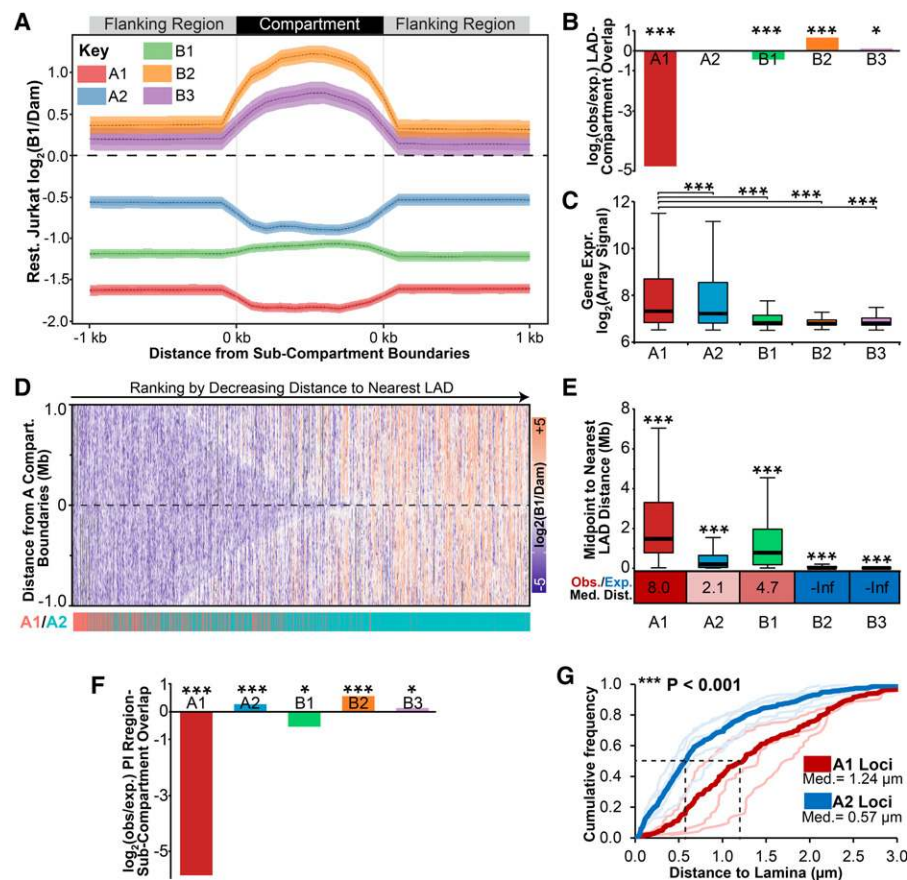 A
Flanking Region Compartment Flanking Region
Key
A1 B1
A2 B2
B3
Rest. Jurkat log2(B1/Dam)
1.0
0.5
0.0
-0.5
-1.0
-1.5
-2.0
-1 kb 0 kb 0 kb 1 kb
Distance from Sub-Compartment Boundaries
B
log2(obs/exp.) LAD-
Compartment Overlap
*** *** *** *
1
0
-1
-3
-5
A1 A2 B1 B2 B3
C
*** *** *** ***
Gene Expr.
log2(Array Signal)
12
10
8
6
A1 A2 B1 B2 B3
D
Ranking by Decreasing Distance to Nearest LAD
Distance from A Compart.
Boundaries (Mb)
1.0
0
-1.0
+5
log2(B1/Dam)
-5
A1/A2
E
Midpoint to Nearest
LAD Distance (Mb)
8
6
4
2
0
*** *** *** *** ***
Obs./Exp.
Med. Dist.
8.0 2.1 4.7 -Inf -Inf
A1 A2 B1 B2 B3
F
log2(obs/exp.) PI Rregion-
Sub-Compartment Overlap
*** *** * *** *
A1 A2 B1 B2 B3
1
0
-1
-3
-5
G
*** P < 0.001
Cumulative frequency
1.0
0.8
0.6
0.4
0.2
0.0
A1 Loci
Med.= 1.24 µm
A2 Loci
Med.= 0.57 µm
0.0 0.5 1.0 1.5 2.0 2.5 3.0
Distance to Lamina (µm)